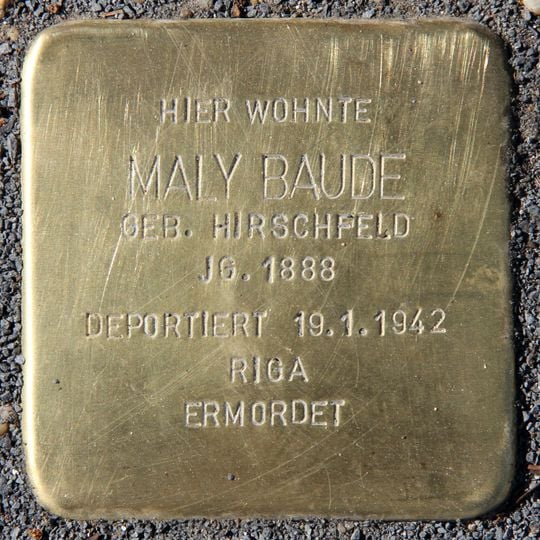 HIER WOHNTE
MALY BAUDE
GEB. HIRSCHFELD
JG. 1888
DEPORTIERT 19.1.1942
RIGA
ERMORDET